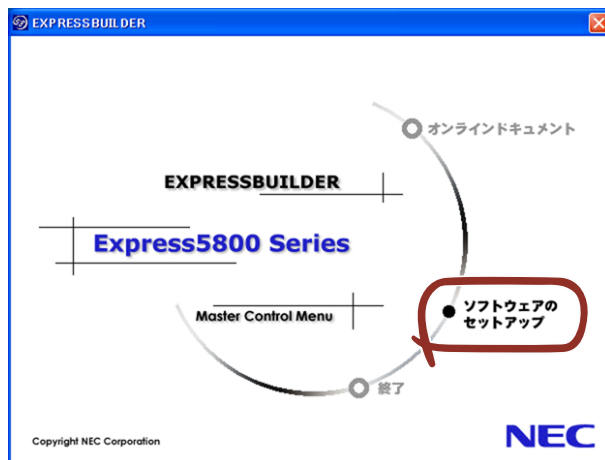 EXPRESSBUILDER
オンラインドキュメント
EXPRESSBUILDER
Express5800 Series
ソフトウェアの
セットアップ
Master Control Menu
終了
Copyright NEC Corporation
NEC